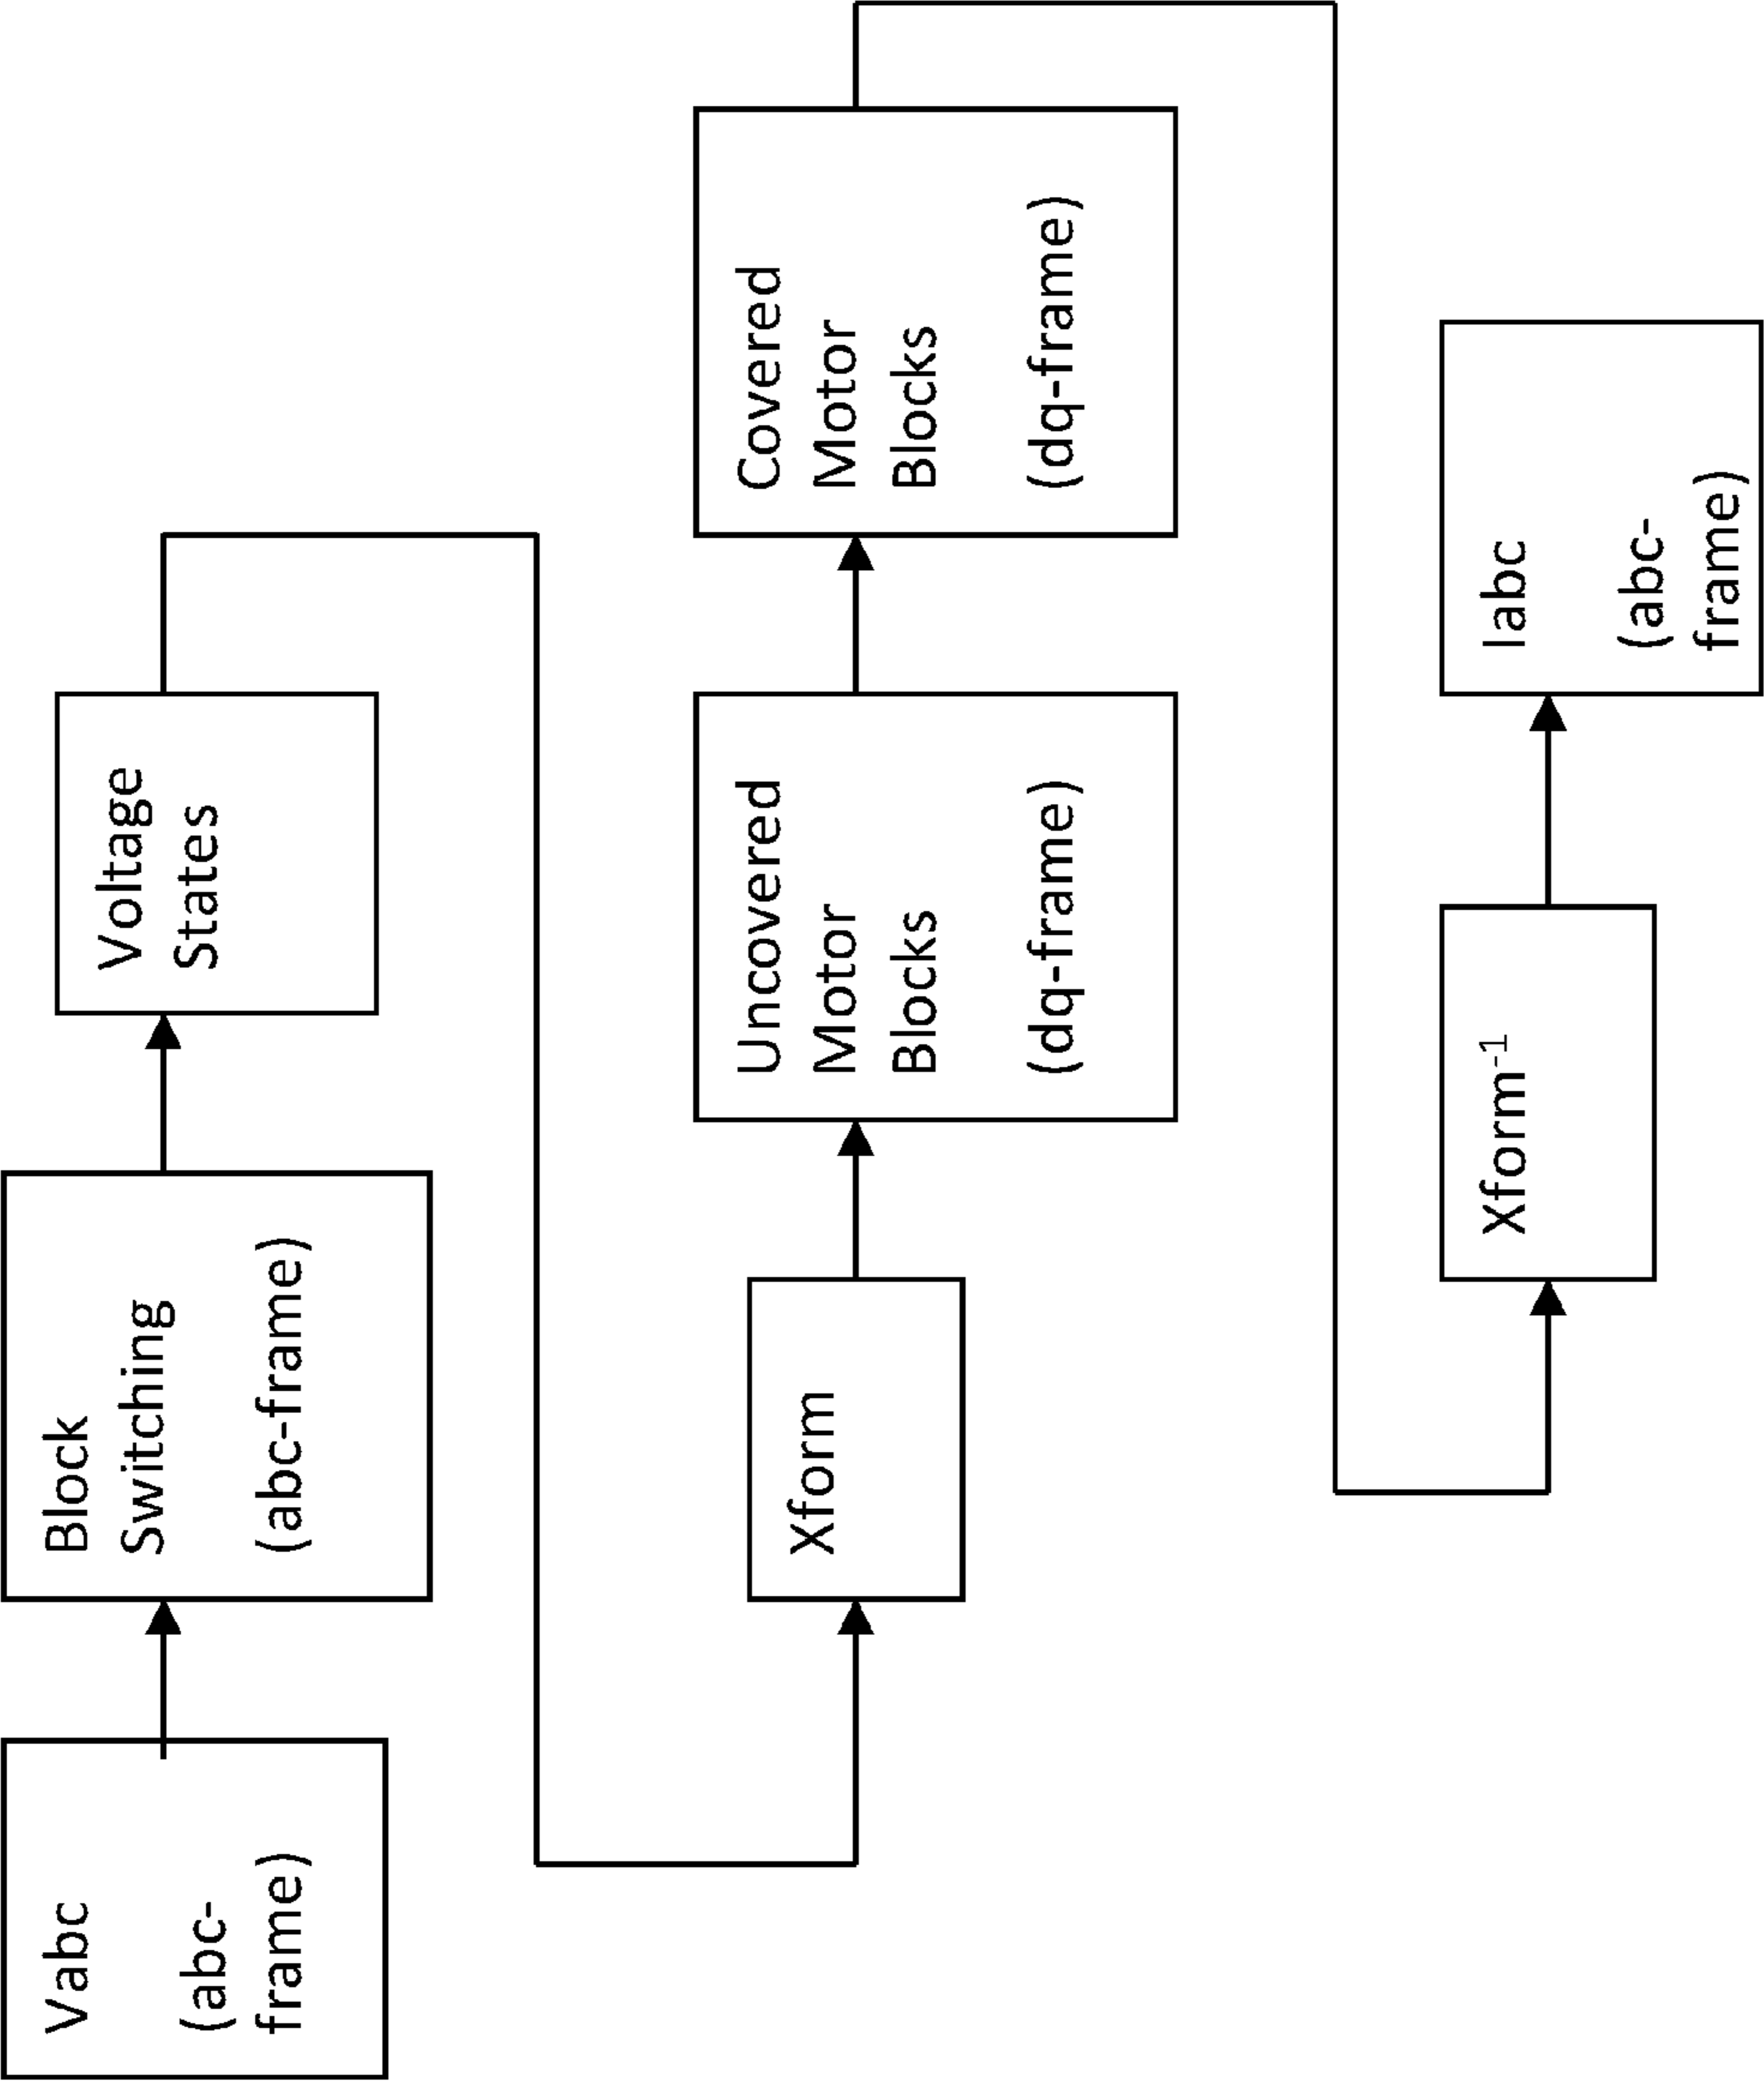 Vabc
(abc-
frame)
Block
Switching
(abc-frame)
Voltage
States
Xform
Uncovered
Motor
Blocks
(dq-frame)
Covered
Motor
Blocks
(dq-frame)
Xform⁻¹
Iabc
(abc-
frame)